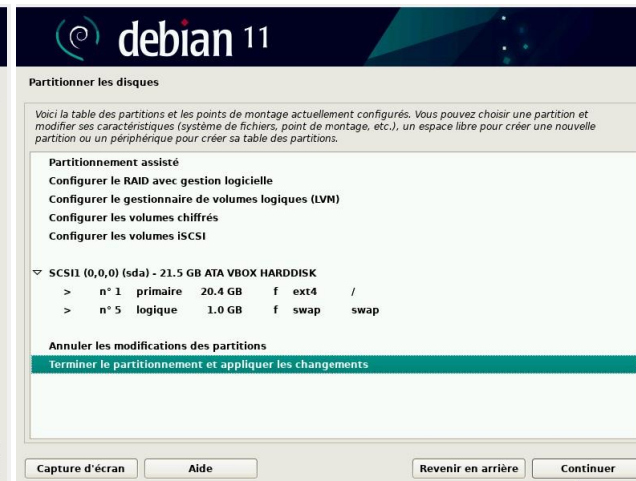 debian 11
Partitionner les disques
Voici la table des partitions et les points de montage actuellement configurés. Vous pouvez choisir une partition et
modifier ses caractéristiques (système de fichiers, point de montage, etc.), un espace libre pour créer une nouvelle
partition ou un périphérique pour créer sa table des partitions.
Partitionnement assisté
Configurer le RAID avec gestion logicielle
Configurer le gestionnaire de volumes logiques (LVM)
Configurer les volumes chiffrés
Configurer les volumes iSCSI
SCSI1 (0,0,0) (sda) - 21.5 GB ATA VBOX HARDDISK
> n° 1 primaire 20.4 GB f ext4 /
> n° 5 logique 1.0 GB f swap swap
Annuler les modifications des partitions
Terminer le partitionnement et appliquer les changements
Capture d'écran Aide Revenir en arrière Continuer